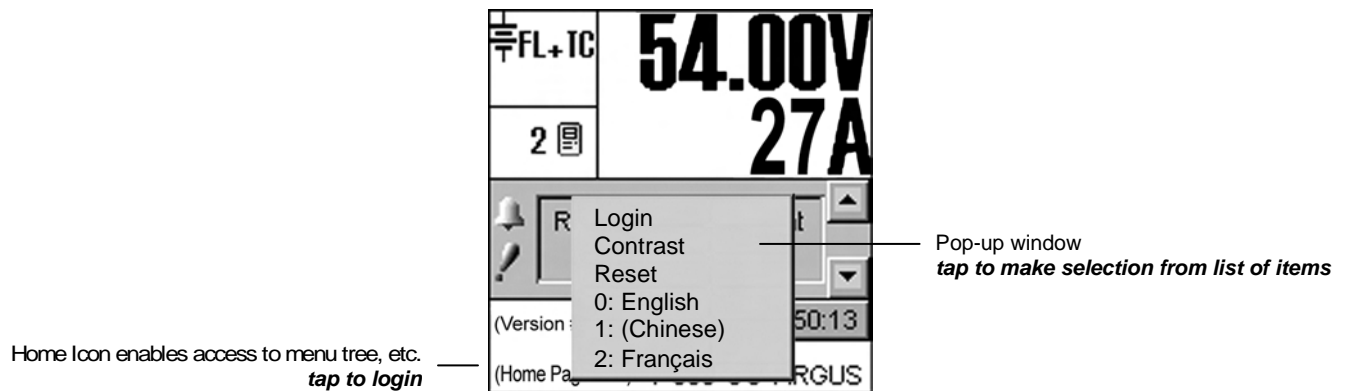 FL+TC
54.00V
27A
2
R
Login
Contrast
Reset
0: English
1: (Chinese)
2: Français
(Version
50:13
(Home Pa
RGUS
Pop-up window
tap to make selection from list of items
Home Icon enables access to menu tree, etc.
tap to login